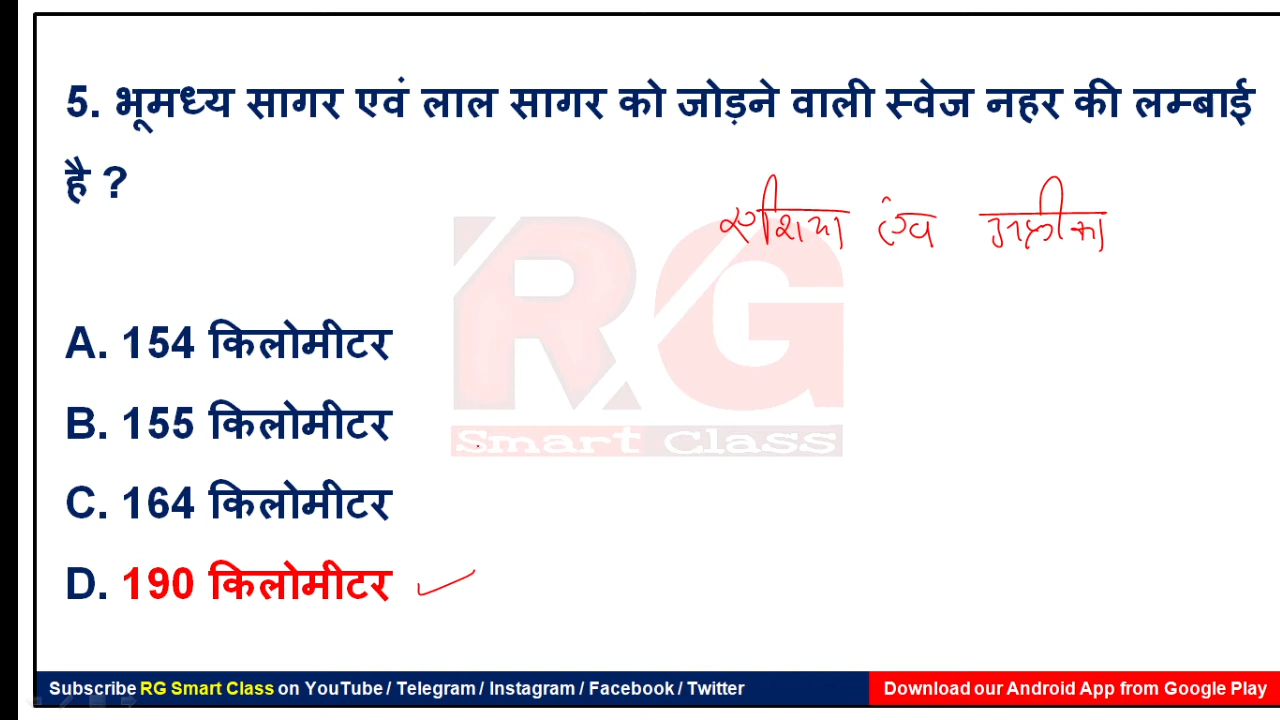 5. भूमध्य सागर एवं लाल सागर को जोड़ने वाली स्वेज नहर की लम्बाई
है ?
एशिया एंव अफ्रीका
RG
Smart Class
A. 154 किलोमीटर
B. 155 किलोमीटर
C. 164 किलोमीटर
D. 190 किलोमीटर
Subscribe RG Smart Class on YouTube / Telegram / Instagram / Facebook / Twitter
Download our Android App from Google Play